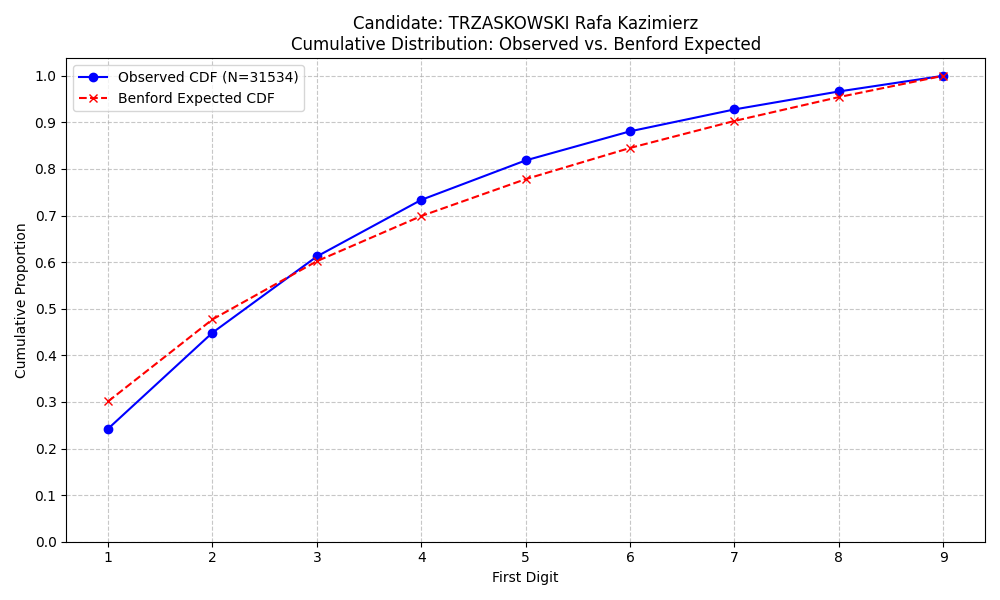 Candidate: TRZASKOWSKI Rafa Kazimierz
Cumulative Distribution: Observed vs. Benford Expected
Observed CDF (N=31534)
Benford Expected CDF
Cumulative Proportion
1.0
0.9
0.8
0.7
0.6
0.5
0.4
0.3
0.2
0.1
0.0
1 2 3 4 5 6 7 8 9
First Digit